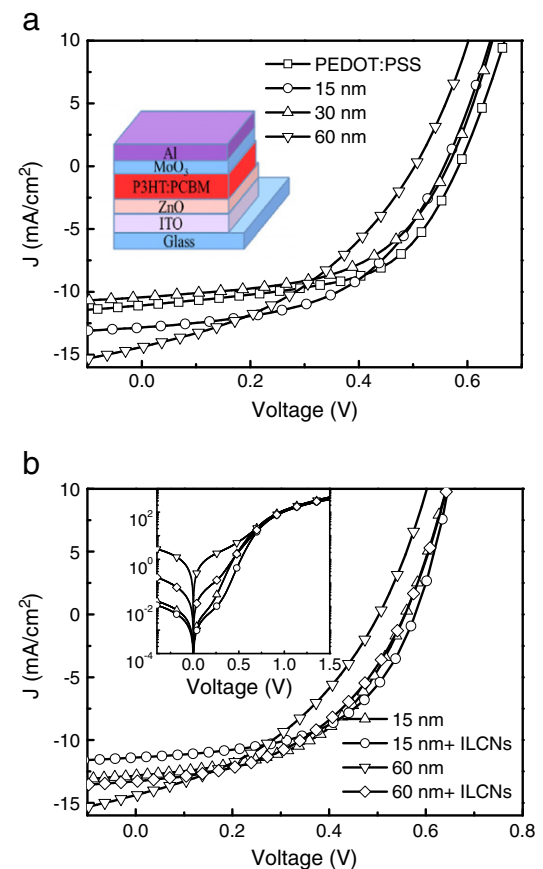 a
10
5
0
-5
-10
-15
J (mA/cm²)
PEDOT:PSS
15 nm
30 nm
60 nm
Al
MoO₃
P3HT:PCBM
ZnO
ITO
Glass
0.0 0.2 0.4 0.6
Voltage (V)
b
10
5
0
-5
-10
-15
J (mA/cm²)
10²
10⁰
10⁻²
10⁻⁴
0.0 0.5 1.0 1.5
Voltage (V)
15 nm
15 nm+ ILCNs
60 nm
60 nm+ ILCNs
0.0 0.2 0.4 0.6 0.8
Voltage (V)